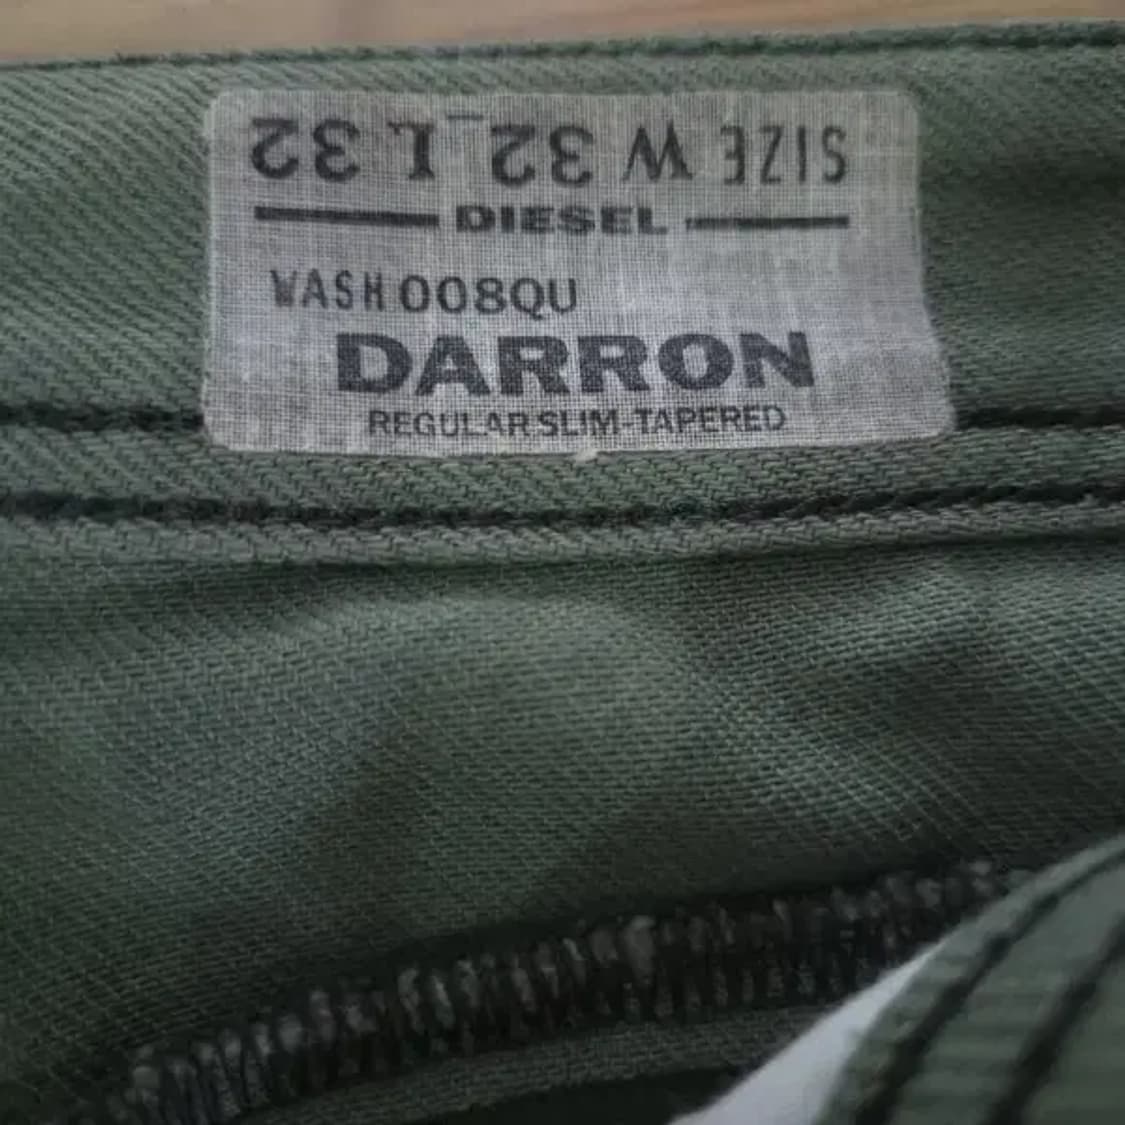 SIZE W 32 L 32
DIESEL
WASH 008QU
DARRON
REGULAR SLIM-TAPERED